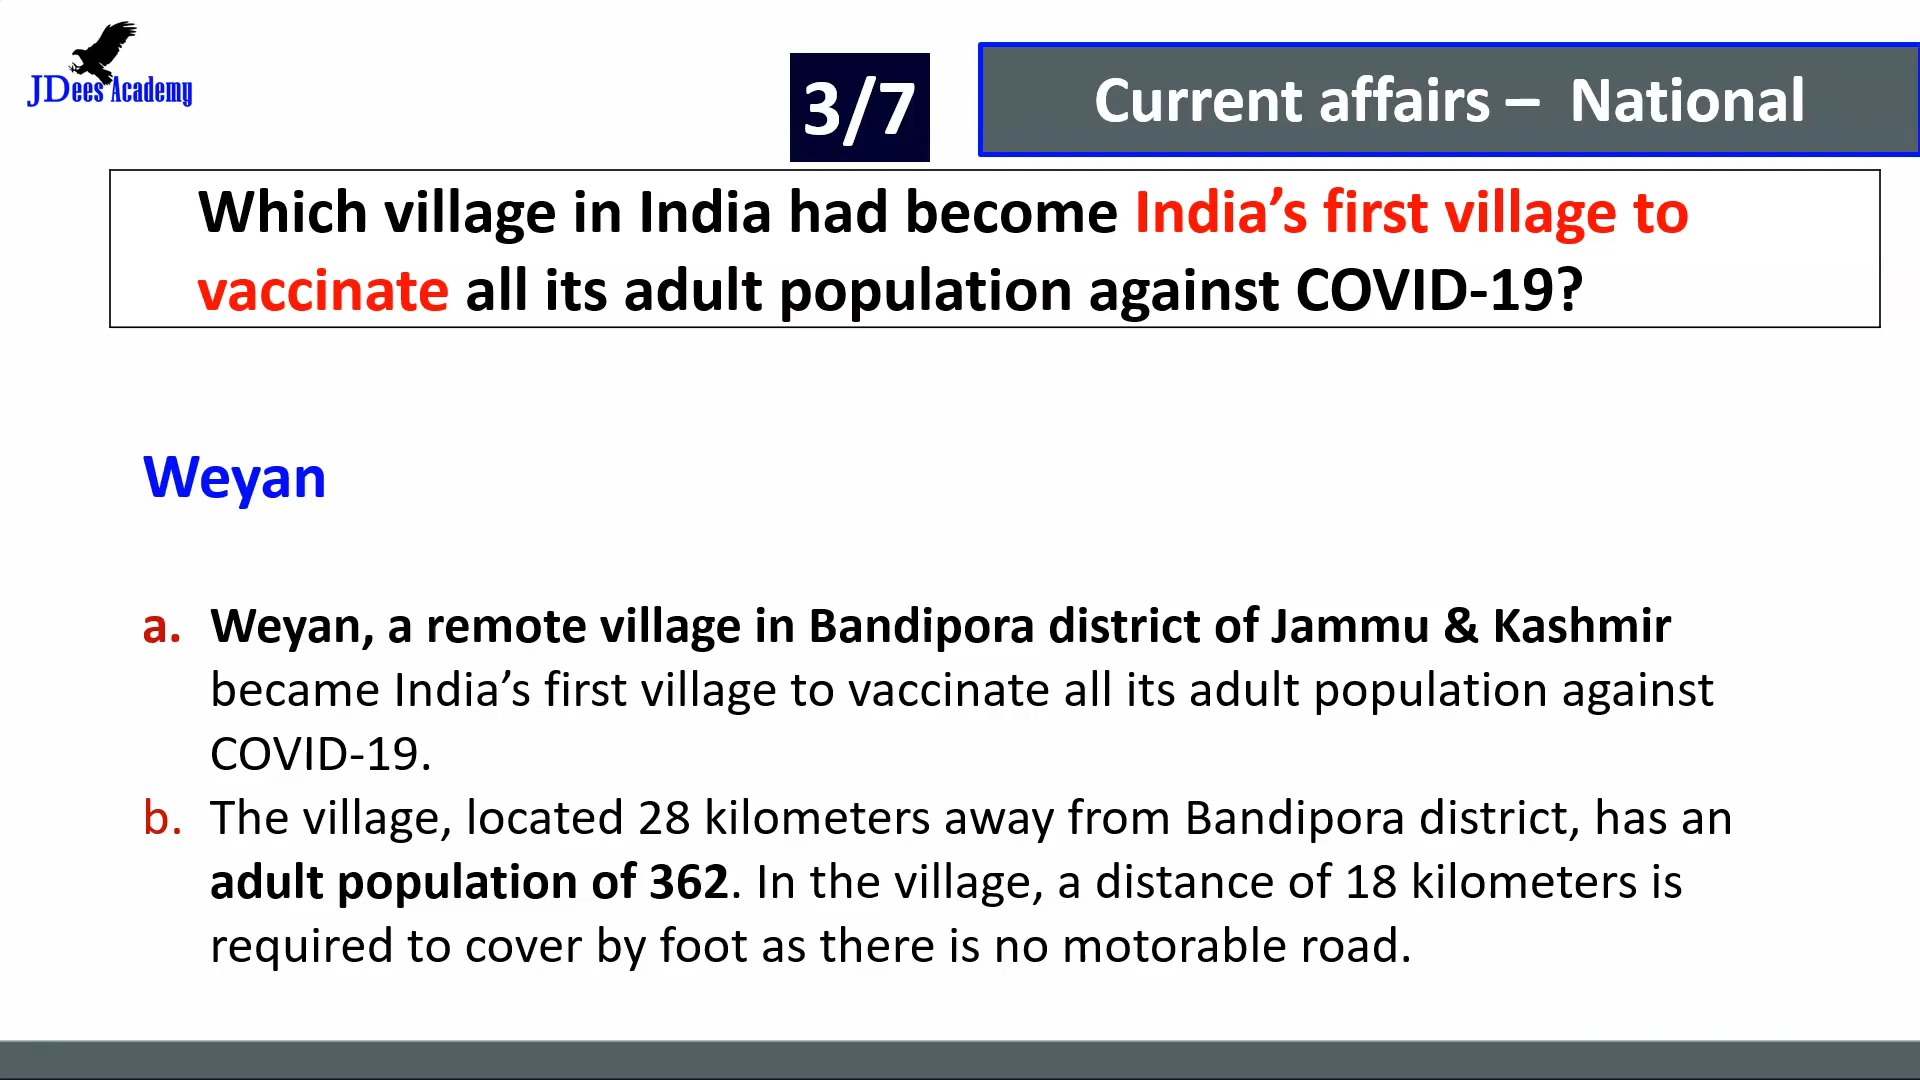 JDees Academy
3/7
Current affairs – National
Which village in India had become India’s first village to
vaccinate all its adult population against COVID-19?
Weyan
a. Weyan, a remote village in Bandipora district of Jammu & Kashmir
became India’s first village to vaccinate all its adult population against
COVID-19.
b. The village, located 28 kilometers away from Bandipora district, has an
adult population of 362. In the village, a distance of 18 kilometers is
required to cover by foot as there is no motorable road.